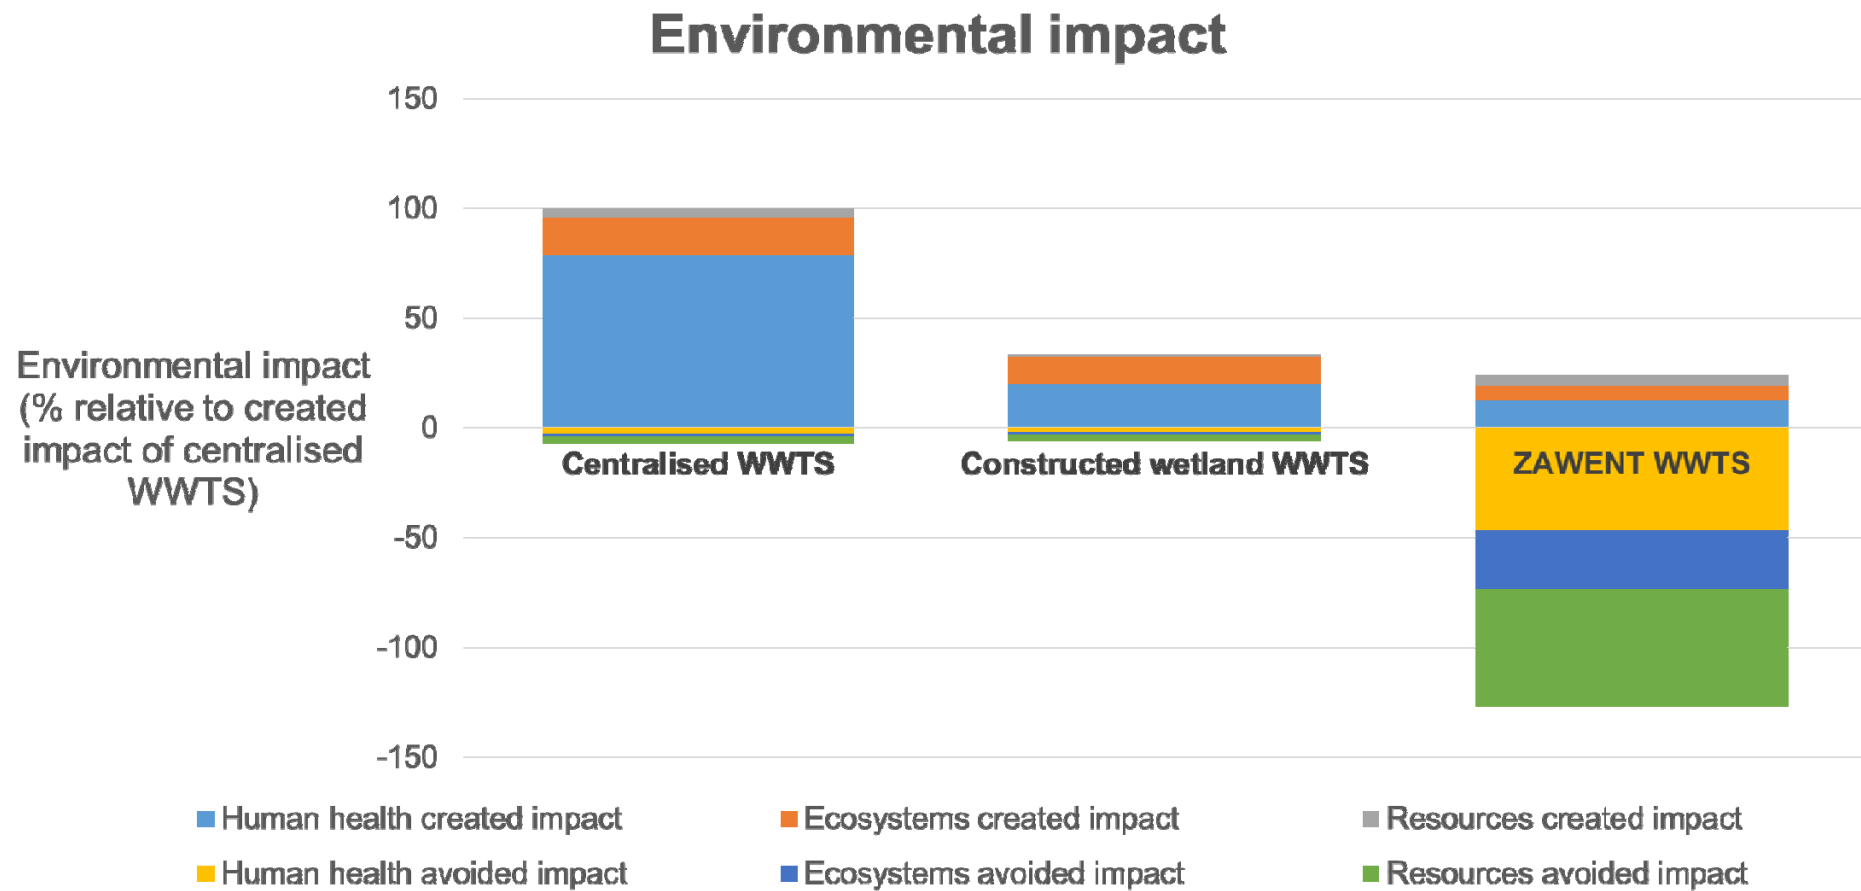 Environmental impact
150
100
50
0
-50
-100
-150
Environmental impact
(% relative to created
impact of centralised
WWTS)
Centralised WWTS
Constructed wetland WWTS
ZAWENT WWTS
Human health created impact
Ecosystems created impact
Resources created impact
Human health avoided impact
Ecosystems avoided impact
Resources avoided impact